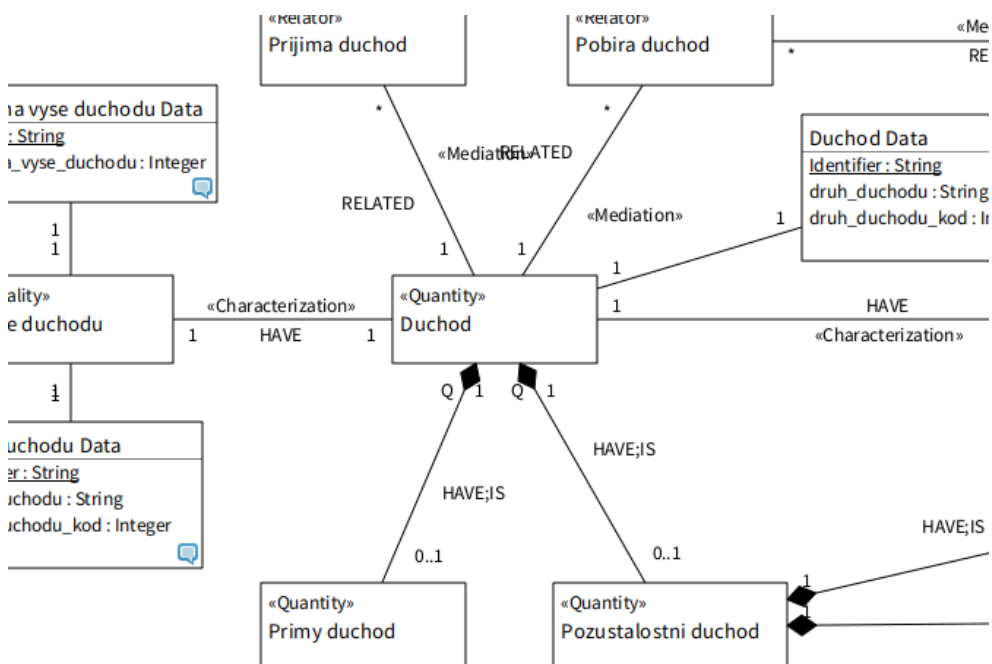 «Relator»
Prijima duchod
«Relator»
Pobira duchod
*
RE
*
*
na vyse duchodu Data
: String
a_vyse_duchodu : Integer
«Mediation»
RELATED
RELATED
«Mediation»
Duchod Data
Identifier : String
druh_duchodu : String
druh_duchodu_kod : I
1
1
1
1
1
1
1
ality»
e duchodu
«Characterization»
1
HAVE
1
«Quantity»
Duchod
HAVE
«Characterization»
Q
1
Q
1
1
uchodu Data
er : String
uchodu : String
uchodu_kod : Integer
HAVE;IS
HAVE;IS
HAVE;IS
0..1
0..1
«Quantity»
Primy duchod
«Quantity»
Pozustalostni duchod
1
1